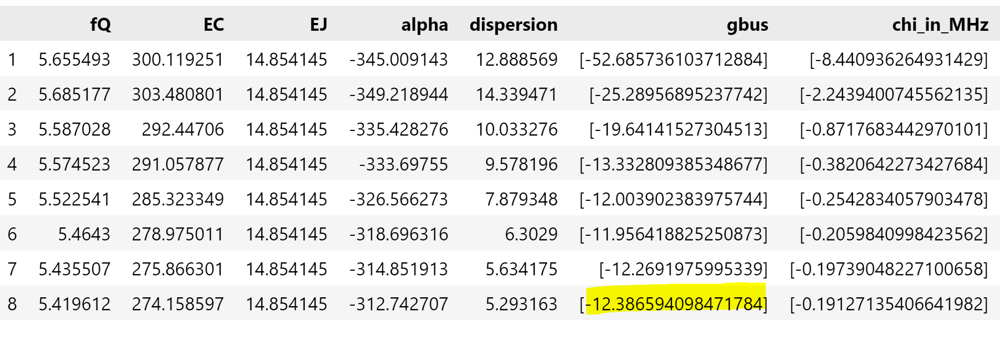 fQ EC EJ alpha dispersion gbus chi_in_MHz
1 5.655493 300.119251 14.854145 -345.009143 12.888569 [-52.685736103712884] [-8.440936264931429]
2 5.685177 303.480801 14.854145 -349.218944 14.339471 [-25.28956895237742] [-2.2439400745562135]
3 5.587028 292.44706 14.854145 -335.428276 10.033276 [-19.64141527304513] [-0.8717683442970101]
4 5.574523 291.057877 14.854145 -333.69755 9.578196 [-13.332809385348677] [-0.3820642273427684]
5 5.522541 285.323349 14.854145 -326.566273 7.879348 [-12.003902383975744] [-0.2542834057903478]
6 5.4643 278.975011 14.854145 -318.696316 6.3029 [-11.956418825250873] [-0.2059840998423562]
7 5.435507 275.866301 14.854145 -314.851913 5.634175 [-12.2691975995339] [-0.19739048227100658]
8 5.419612 274.158597 14.854145 -312.742707 5.293163 [-12.386594098471784] [-0.19127135406641982]